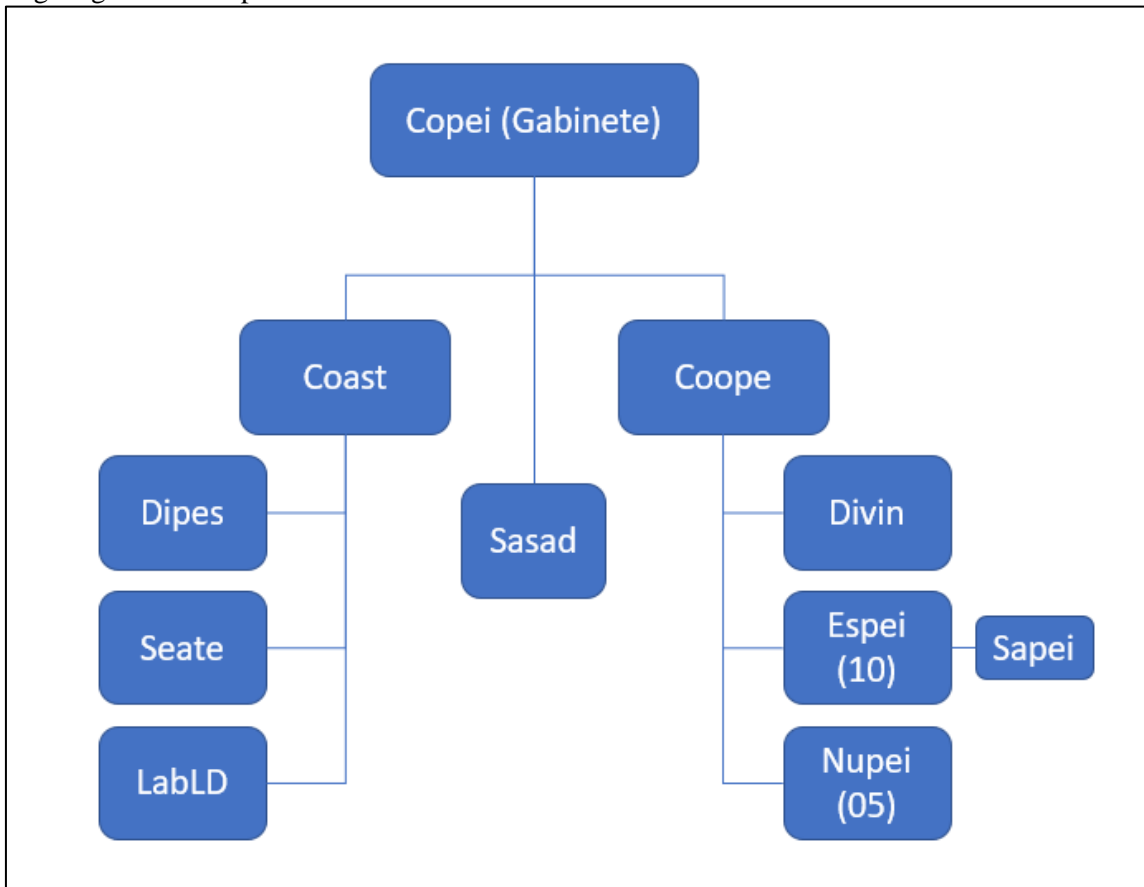 Copei (Gabinete)
Coast
Coope
Dipes
Sasad
Divin
Seate
Espei
(10)
Sapei
LabLD
Nupei
(05)